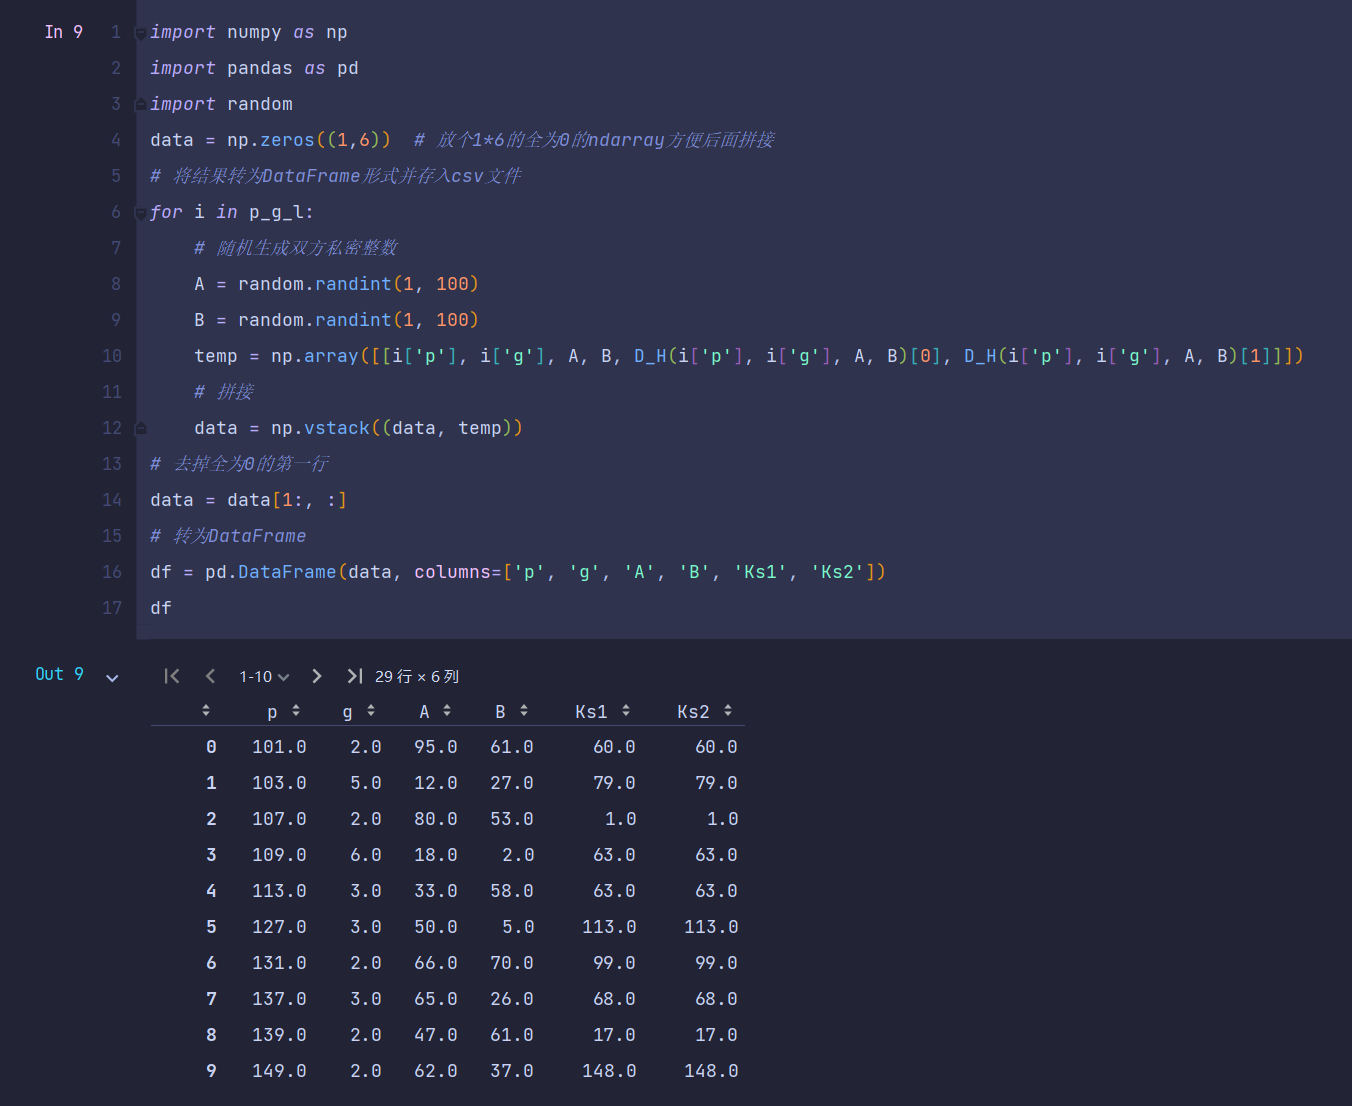 In 9
1 import numpy as np
2 import pandas as pd
3 import random
4 data = np.zeros((1,6))  # 放个1*6的全为0的ndarray方便后面拼接
5 # 将结果转为DataFrame形式并存入csv文件
6 for i in p_g_l:
7     # 随机生成双方私密整数
8     A = random.randint(1, 100)
9     B = random.randint(1, 100)
10     temp = np.array([[i['p'], i['g'], A, B, D_H(i['p'], i['g'], A, B)[0], D_H(i['p'], i['g'], A, B)[1]]])
11     # 拼接
12     data = np.vstack((data, temp))
13 # 去掉全为0的第一行
14 data = data[1:, :]
15 # 转为DataFrame
16 df = pd.DataFrame(data, columns=['p', 'g', 'A', 'B', 'Ks1', 'Ks2'])
17 df
Out 9
1-10 29 行 × 6 列
p g A B Ks1 Ks2
0 101.0 2.0 95.0 61.0 60.0 60.0
1 103.0 5.0 12.0 27.0 79.0 79.0
2 107.0 2.0 80.0 53.0 1.0 1.0
3 109.0 6.0 18.0 2.0 63.0 63.0
4 113.0 3.0 33.0 58.0 63.0 63.0
5 127.0 3.0 50.0 5.0 113.0 113.0
6 131.0 2.0 66.0 70.0 99.0 99.0
7 137.0 3.0 65.0 26.0 68.0 68.0
8 139.0 2.0 47.0 61.0 17.0 17.0
9 149.0 2.0 62.0 37.0 148.0 148.0